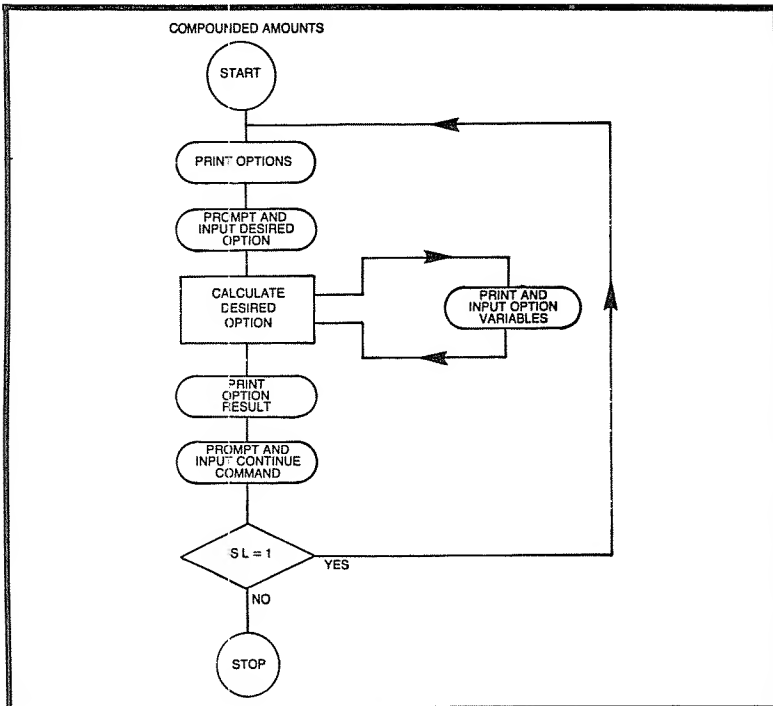 COMPOUNDED AMOUNTS
START
PRINT OPTIONS
PROMPT AND
INPUT DESIRED
OPTION
CALCULATE
DESIRED
OPTION
PRINT AND
INPUT OPTION
VARIABLES
PRINT
OPTION
RESULT
PROMPT AND
INPUT CONTINUE
COMMAND
SL = 1
YES
NO
STOP